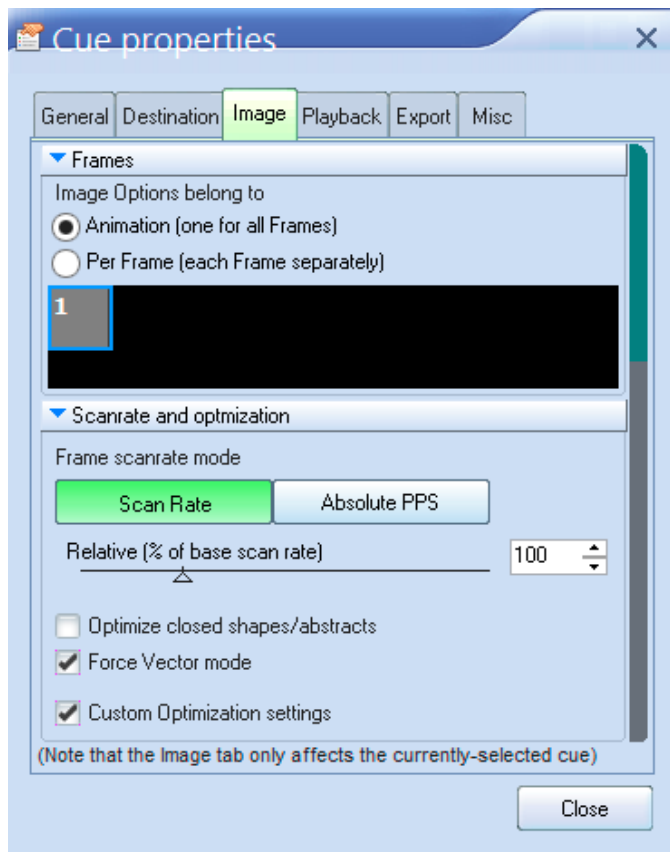 Cue properties
General Destination Image Playback Export Misc
Frames
Image Options belong to
Animation (one for all Frames)
Per Frame (each Frame separately)
1
Scanrate and optmization
Frame scanrate mode
Scan Rate Absolute PPS
Relative (% of base scan rate) 100
Optimize closed shapes/abstracts
Force Vector mode
Custom Optimization settings
(Note that the Image tab only affects the currently-selected cue)
Close